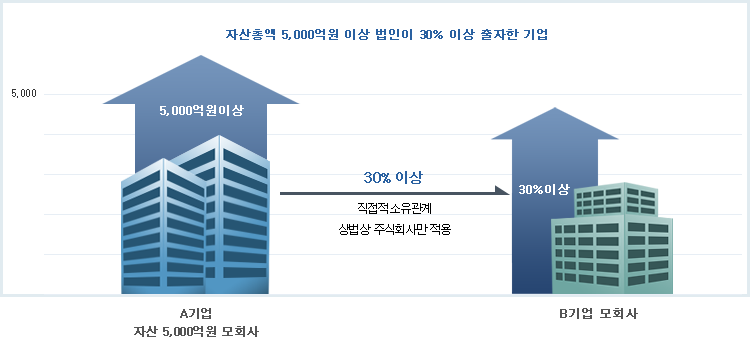 자산총액 5,000억원 이상 법인이 30% 이상 출자한 기업
5,000
5,000억원이상
30% 이상
직접적소유관계
상법상 주식회사만 적용
30%이상
A기업
자산 5,000억원 모회사
B기업 모회사